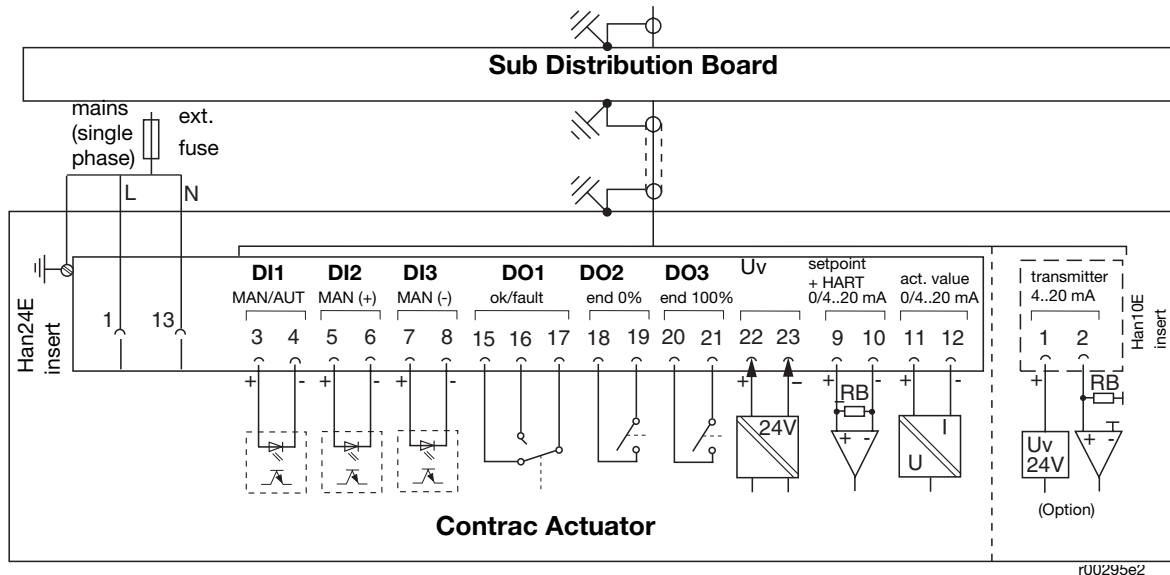 Sub Distribution Board
mains
(single
phase)
ext.
fuse
L
N
Han24E
insert
1
13
DI1
MAN/AUT
DI2
MAN (+)
DI3
MAN (-)
DO1
ok/fault
DO2
end 0%
DO3
end 100%
Uv
setpoint
+ HART
0/4..20 mA
act. value
0/4..20 mA
transmitter
4..20 mA
Han10E
insert
3 4 5 6 7 8 15 16 17 18 19 20 21 22 23 9 10 11 12 1 2
+ - + - + - + - + - + - +
24V
RB
+ -
I
U
RB
+ -
Uv
24V
(Option)
Contrac Actuator
r00295e2